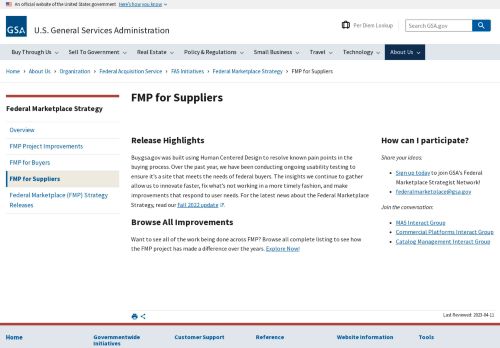 An official website of the United States government Here's how you know
GSA
U.S. General Services Administration
Per Diem Lookup
Search GSA.gov
Buy Through Us
Sell To Government
Real Estate
Policy & Regulations
Small Business
Travel
Technology
About Us
Home › About Us › Organization › Federal Acquisition Service › FAS Initiatives › Federal Marketplace Strategy › FMP for Suppliers
Federal Marketplace Strategy
Overview
FMP Project Improvements
FMP for Buyers
FMP for Suppliers
Federal Marketplace (FMP) Strategy
Releases
FMP for Suppliers
Release Highlights
Buy.gsa.gov was built using Human Centered Design to resolve known pain points in the
buying process. Over the past year, we have been conducting ongoing usability testing to
ensure it's a site that meets the needs of federal buyers. The insights we continue to gather
allow us to innovate faster, fix what's not working in a more timely fashion, and make
improvements that respond to user needs. For the latest news about the Federal Marketplace
Strategy, read our Fall 2022 update.
Browse All Improvements
Want to see all of the work being done across FMP? Browse all complete listing to see how
the FMP project has made a difference over the years. Explore Now!
How can I participate?
Share your ideas:
Sign up today to join GSA's Federal
Marketplace Strategist Network!
federalmarketplace@gsa.gov
Join the conversation:
MAS Interact Group
Commercial Platforms Interact Group
Catalog Management Interact Group
Last Reviewed: 2023-04-11
Home
Governmentwide
Initiatives
Customer Support
Reference
Website Information
Tools